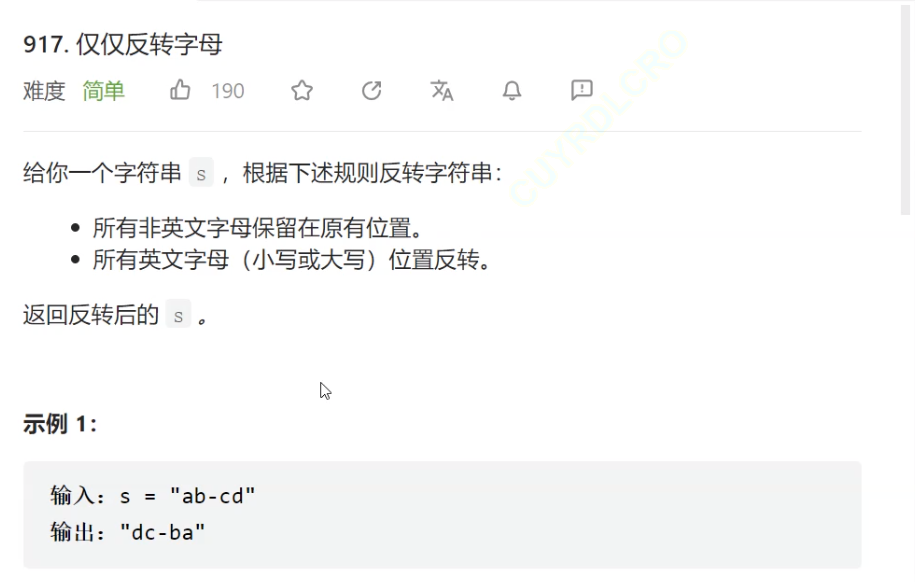 917. 仅仅反转字母
难度 简单 190
CUYRDLCRO
给你一个字符串 s ，根据下述规则反转字符串：
• 所有非英文字母保留在原有位置。
• 所有英文字母（小写或大写）位置反转。
返回反转后的 s 。
示例 1：
输入：s = "ab-cd"
输出："dc-ba"